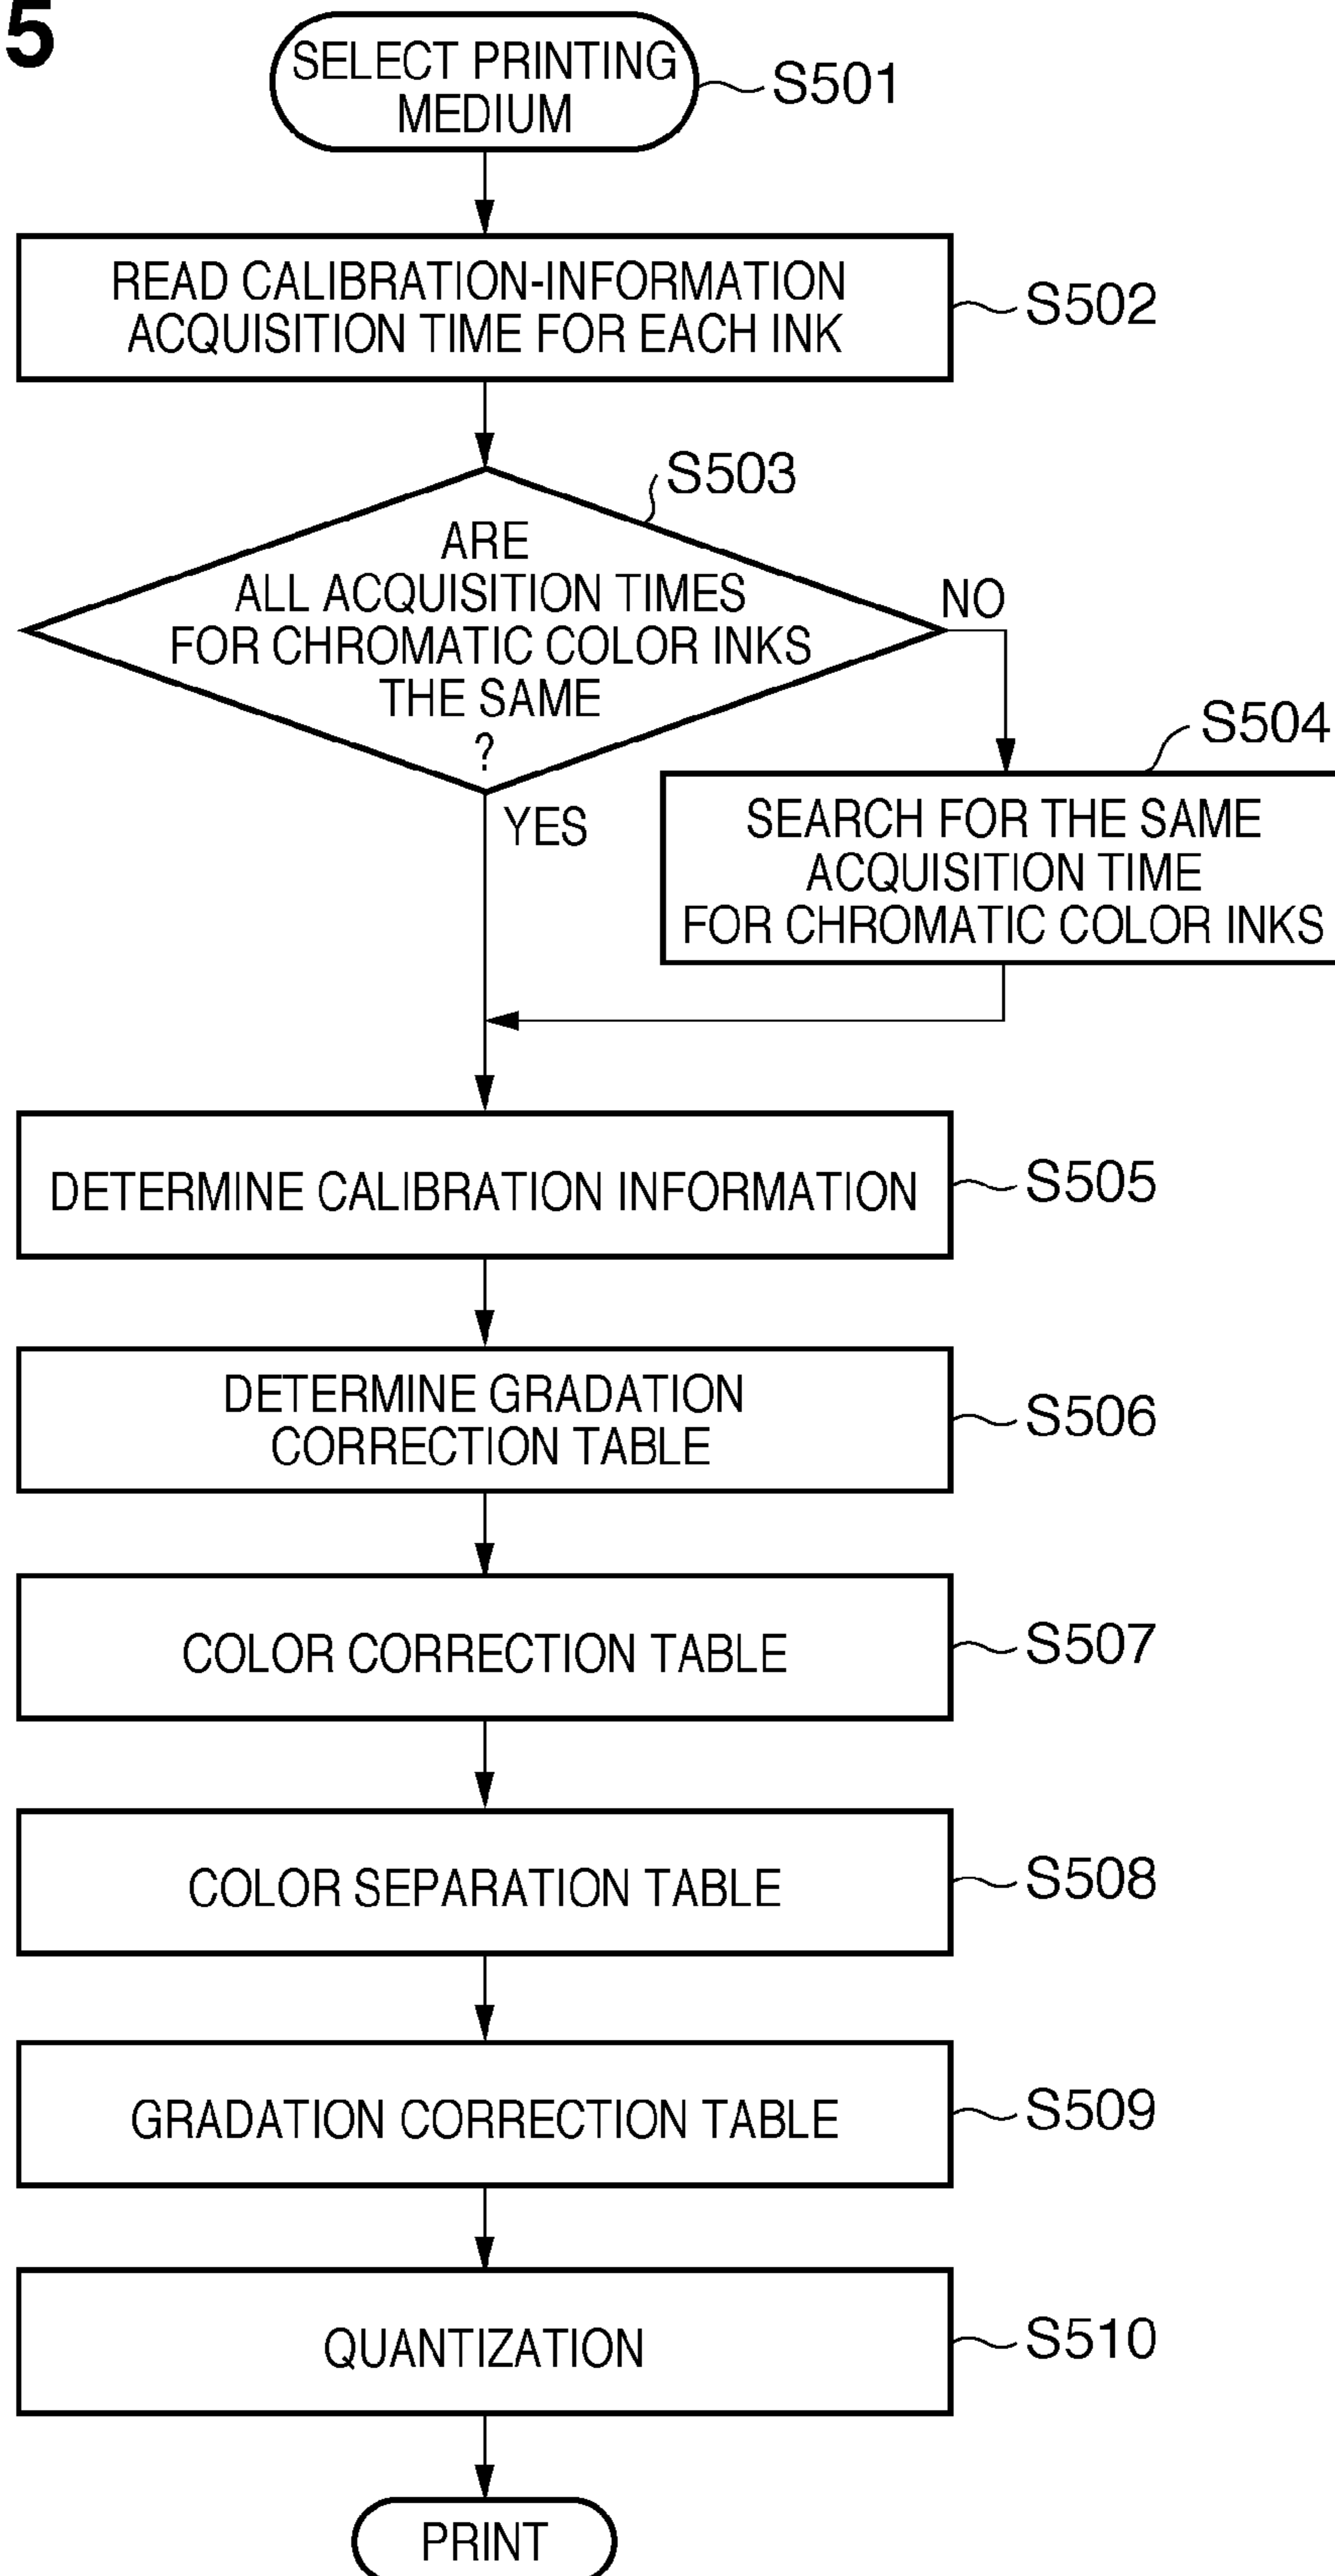 5
SELECT PRINTING
MEDIUM
S501
READ CALIBRATION-INFORMATION
ACQUISITION TIME FOR EACH INK
S502
S503
ARE
ALL ACQUISITION TIMES
FOR CHROMATIC COLOR INKS
THE SAME
?
NO
YES
S504
SEARCH FOR THE SAME
ACQUISITION TIME
FOR CHROMATIC COLOR INKS
DETERMINE CALIBRATION INFORMATION
S505
DETERMINE GRADATION
CORRECTION TABLE
S506
COLOR CORRECTION TABLE
S507
COLOR SEPARATION TABLE
S508
GRADATION CORRECTION TABLE
S509
QUANTIZATION
S510
PRINT